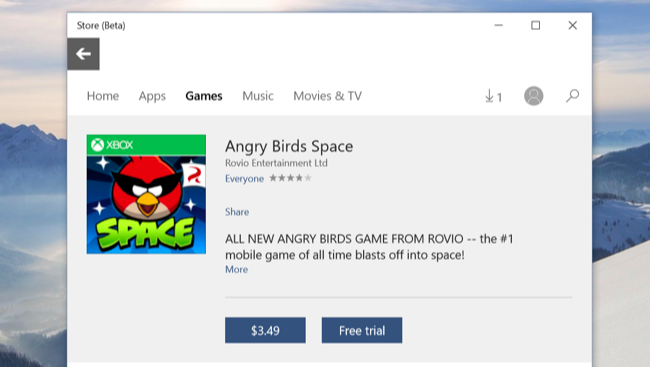 Store (Beta)
Home Apps Games Music Movies & TV 1
XBOX
SPACE
Angry Birds Space
Rovio Entertainment Ltd
Everyone
Share
ALL NEW ANGRY BIRDS GAME FROM ROVIO -- the #1
mobile game of all time blasts off into space!
More
$3.49 Free trial